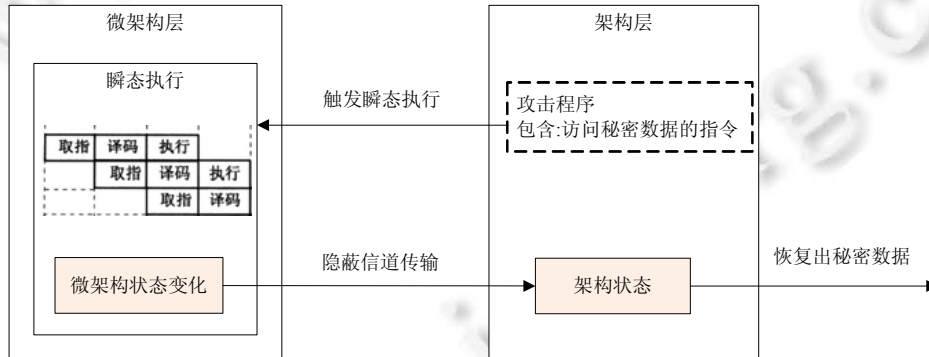 微架构层
架构层
瞬态执行
触发瞬态执行
攻击程序
包含:访问秘密数据的指令
取指 译码 执行
取指 译码 执行
取指 译码
微架构状态变化
隐蔽信道传输
架构状态
恢复出秘密数据